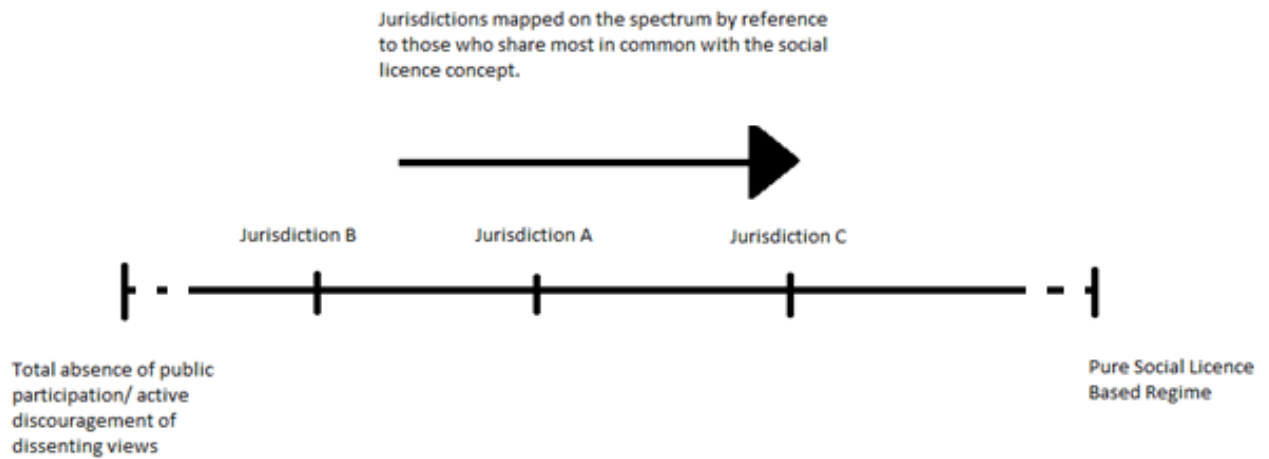 Jurisdictions mapped on the spectrum by reference
to those who share most in common with the social
licence concept.
Jurisdiction B
Jurisdiction A
Jurisdiction C
Total absence of public
participation/ active
discouragement of
dissenting views
Pure Social Licence
Based Regime